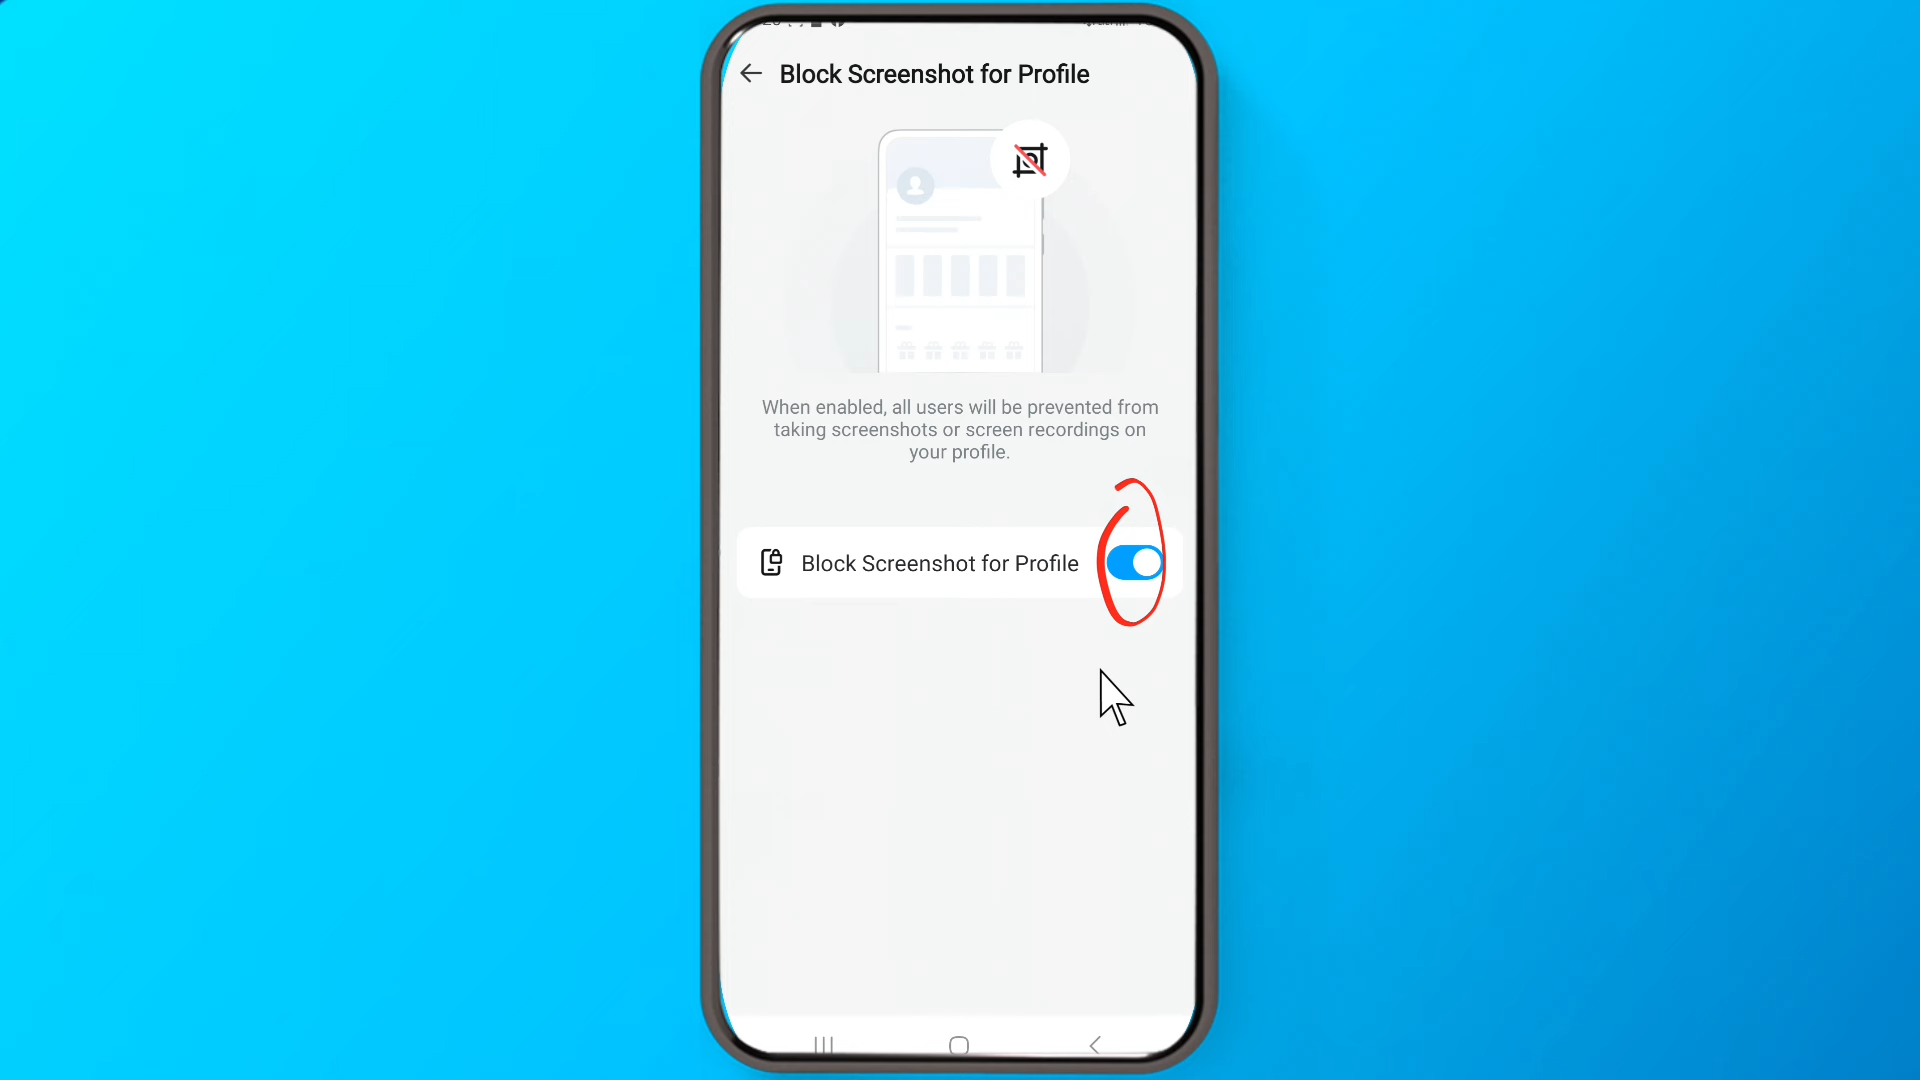 Block Screenshot for Profile
When enabled, all users will be prevented from
taking screenshots or screen recordings on
your profile.
Block Screenshot for Profile